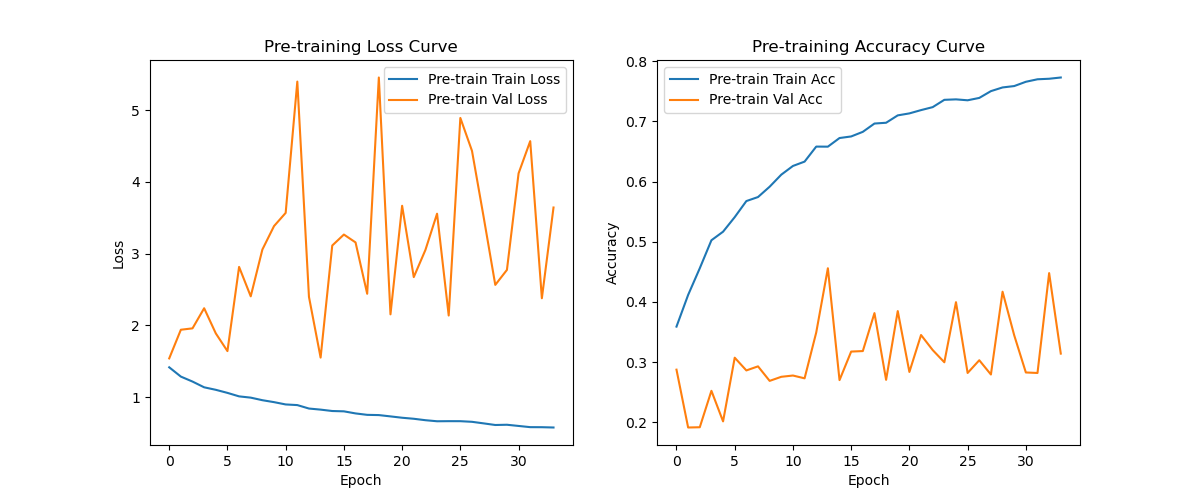 Pre-training Loss Curve
Loss
5
4
3
2
1
Pre-train Train Loss
Pre-train Val Loss
0 5 10 15 20 25 30
Epoch
Pre-training Accuracy Curve
Accuracy
0.8
0.7
0.6
0.5
0.4
0.3
0.2
Pre-train Train Acc
Pre-train Val Acc
0 5 10 15 20 25 30
Epoch